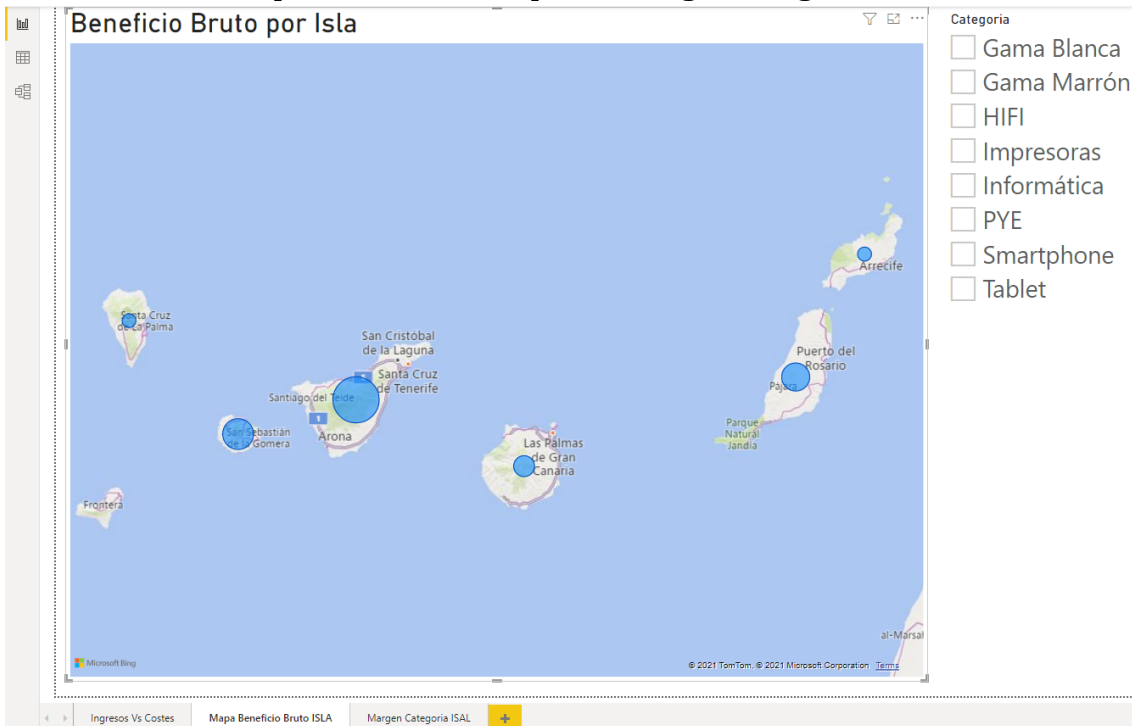 Beneficio Bruto por Isla
Categoria
Gama Blanca
Gama Marrón
HIFI
Impresoras
Informática
PYE
Smartphone
Tablet
Arrecife
Santa Cruz
de La Palma
San Cristóbal
de la Laguna
Santa Cruz
de Tenerife
Santiago del Teide
1
Arona
San Sebastián
de la Gomera
Frontera
Las Palmas
de Gran
Canaria
Puerto del
Rosario
Pájara
Parque
Natural
Jandía
al-Marsa
Microsoft Bing
© 2021 TomTom, © 2021 Microsoft Corporation Terms
Ingresos Vs Costes
Mapa Beneficio Bruto ISLA
Margen Categoria ISAL
+